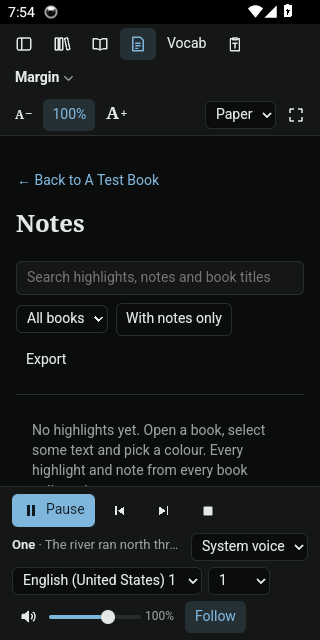 7:54
Vocab
Margin
A− 100% A+ Paper
← Back to A Test Book
Notes
Search highlights, notes and book titles
All books With notes only
Export
No highlights yet. Open a book, select
some text and pick a colour. Every
highlight and note from every book
Pause
One · The river ran north thr… System voice
English (United States) 1 1
100% Follow